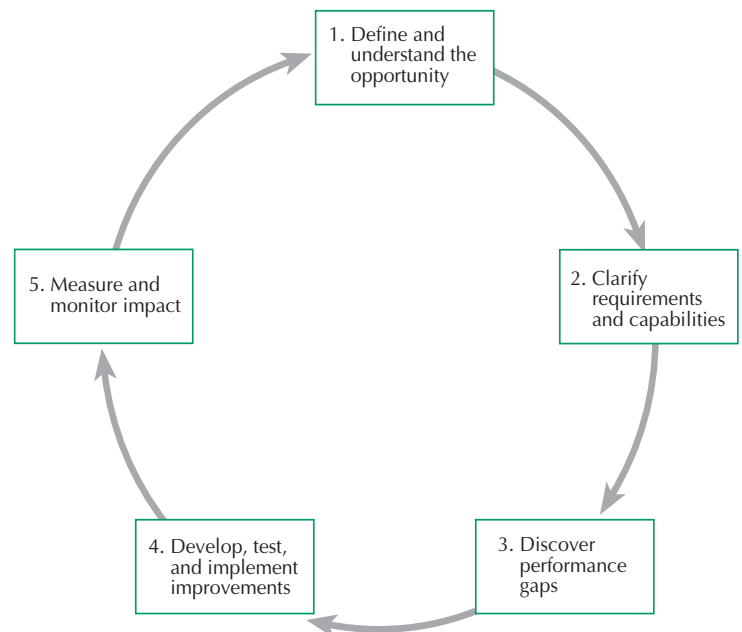 1. Define and
understand the
opportunity
2. Clarify
requirements
and capabilities
3. Discover
performance
gaps
4. Develop, test,
and implement
improvements
5. Measure and
monitor impact